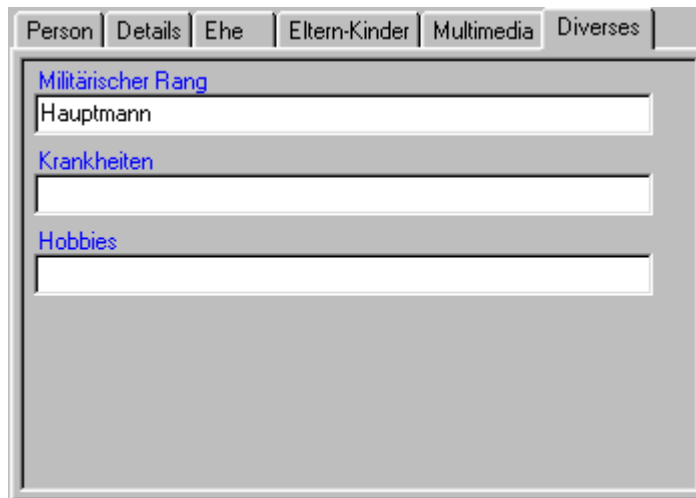 Person Details Ehe Eltern-Kinder Multimedia Diverses
Militärischer Rang
Hauptmann
Krankheiten
Hobbies